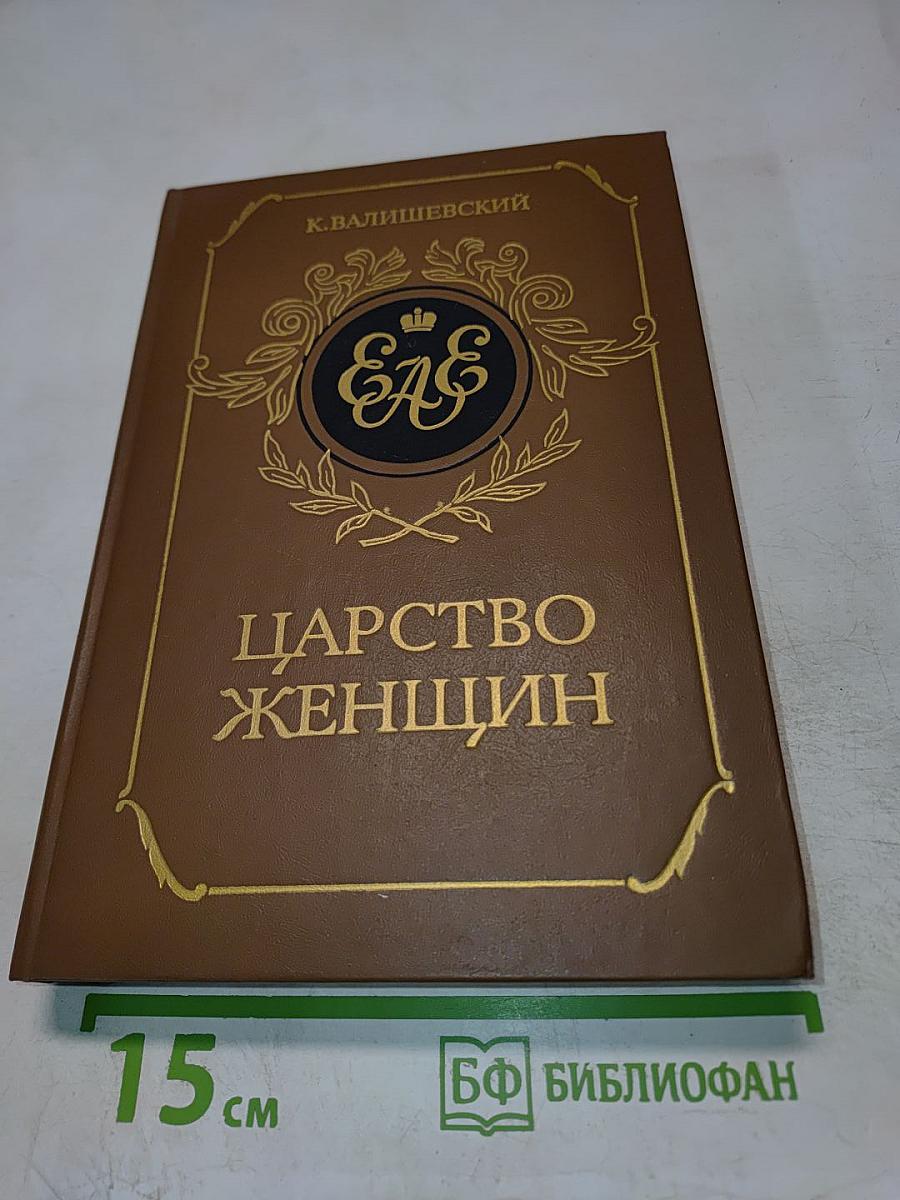 К. ВАЛИШЕВСКИЙ
ЕАЕ
ЦАРСТВО
ЖЕНЩИН
15 см
БФ БИБЛИОФАН